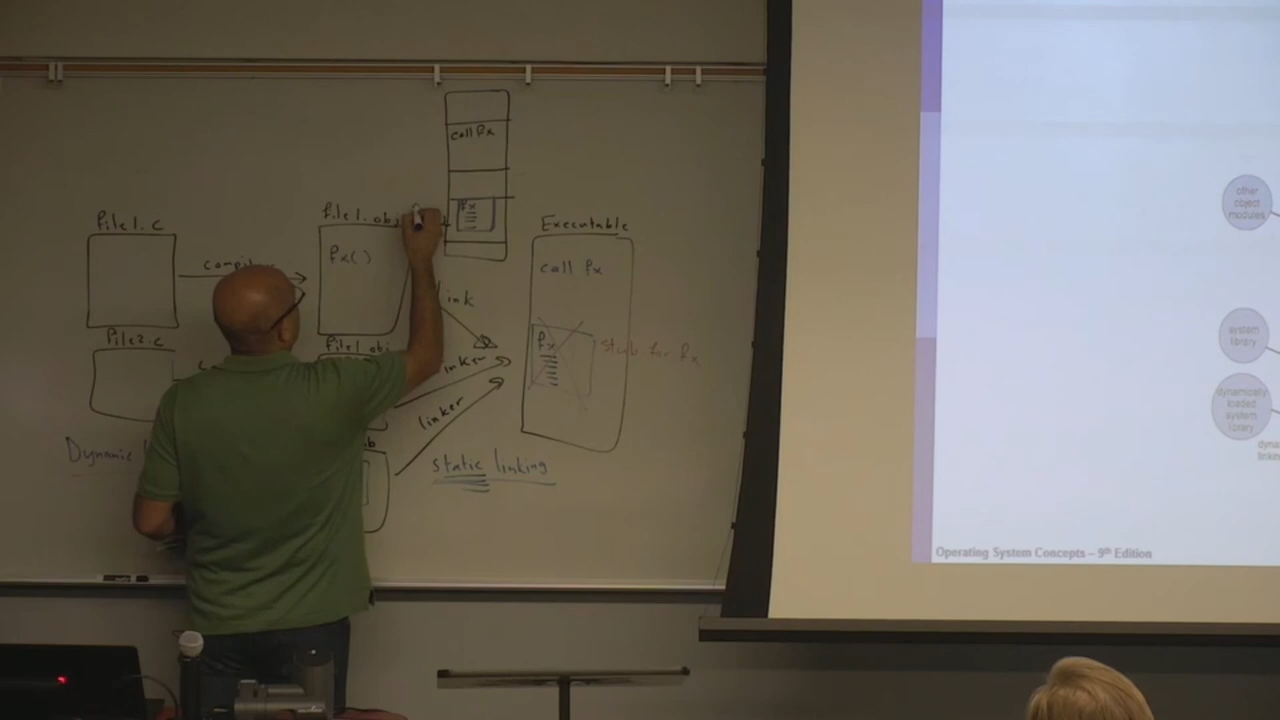 call fx
fx
file1.c
file1.obj
Executable
fx()
call fx
link
file2.c
file1.obj
linker
fx
stub for fx
linker
Dynamic
static linking
other
object
modules
system
library
dynamically
loaded
system
library
Operating System Concepts – 9th Edition